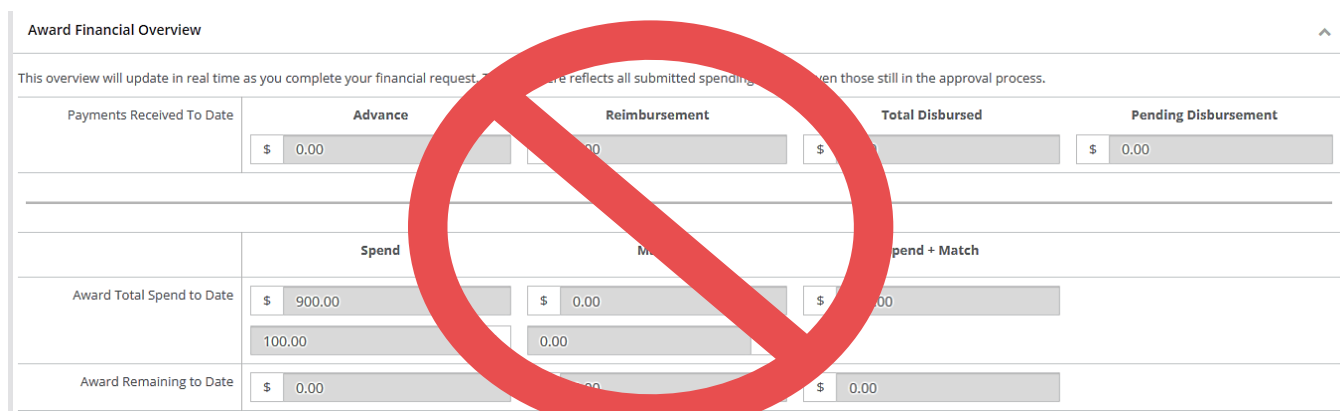 Award Financial Overview
This overview will update in real time as you complete your financial request. reflects all submitted spending those still in the approval process.
Payments Received To Date Advance Reimbursement Total Disbursed Pending Disbursement
$ 0.00 $ $ 0.00
Spend Spend + Match
Award Total Spend to Date $ 900.00 $ 0.00 $
100.00 0.00
Award Remaining to Date $ 0.00 $ 0.00